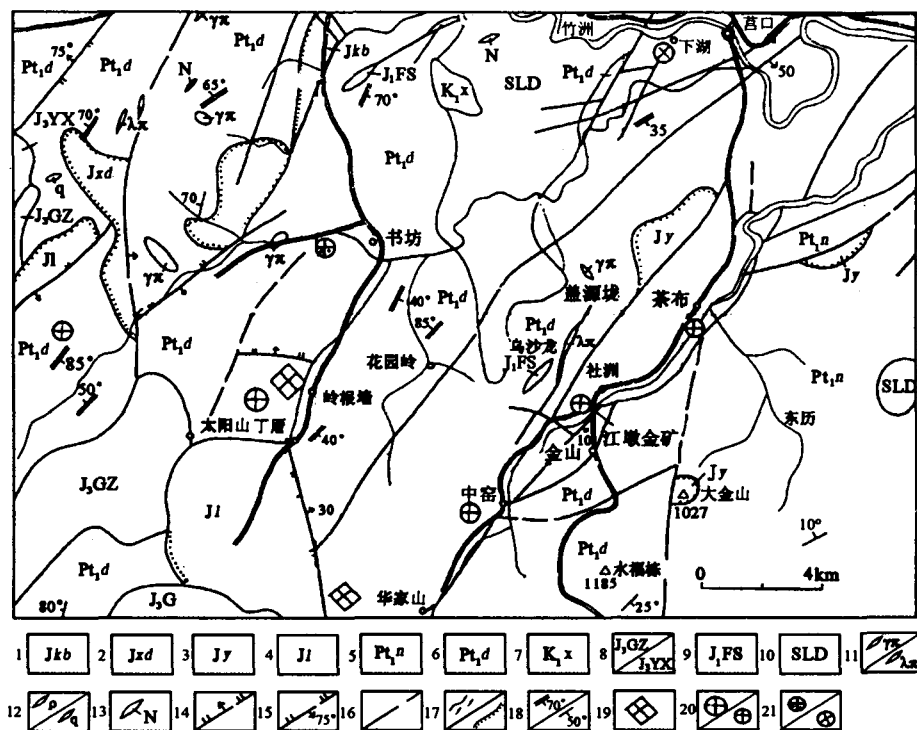 竹洲
莒口
75°
Jkb
N
下湖
Pt₁d
Pt₁d
Pt₁d
γπ
N
J₁FS
SLD
Pt₁d
50
65°
70°
K₁x
γπ
J₃YX
70°
λπ
35
Jxd
Pt₁d
q
70
J₃GZ
书坊
Jy
Pt₁n
Jl
γπ
Jy
γπ
40°
Pt₁d
盖源垅
茶布
Pt₁d
Pt₁d
85°
Pt₁d
85°
乌沙龙
λπ
花园岭
J₁FS
社洲
Pt₁n
SLD
50°
岭根墙
太阳山
丁厝
东历
40°
10
江墩金矿
金山
J₃GZ
Jy
中窑
大金山
Jl
30
Pt₁d
1027
10°
Pt₁d
Pt₁d
水福栋
0
4km
J₃G
1185
80°
华家山
25°
1 Jkb 2 Jxd 3 Jy 4 Jl 5 Pt₁n 6 Pt₁d 7 K₁x 8 J₃GZ J₃YX 9 J₁FS 10 SLD 11 γπ λπ
12 q 13 N 14 15 75° 16 17 18 70° 50° 19 20 21